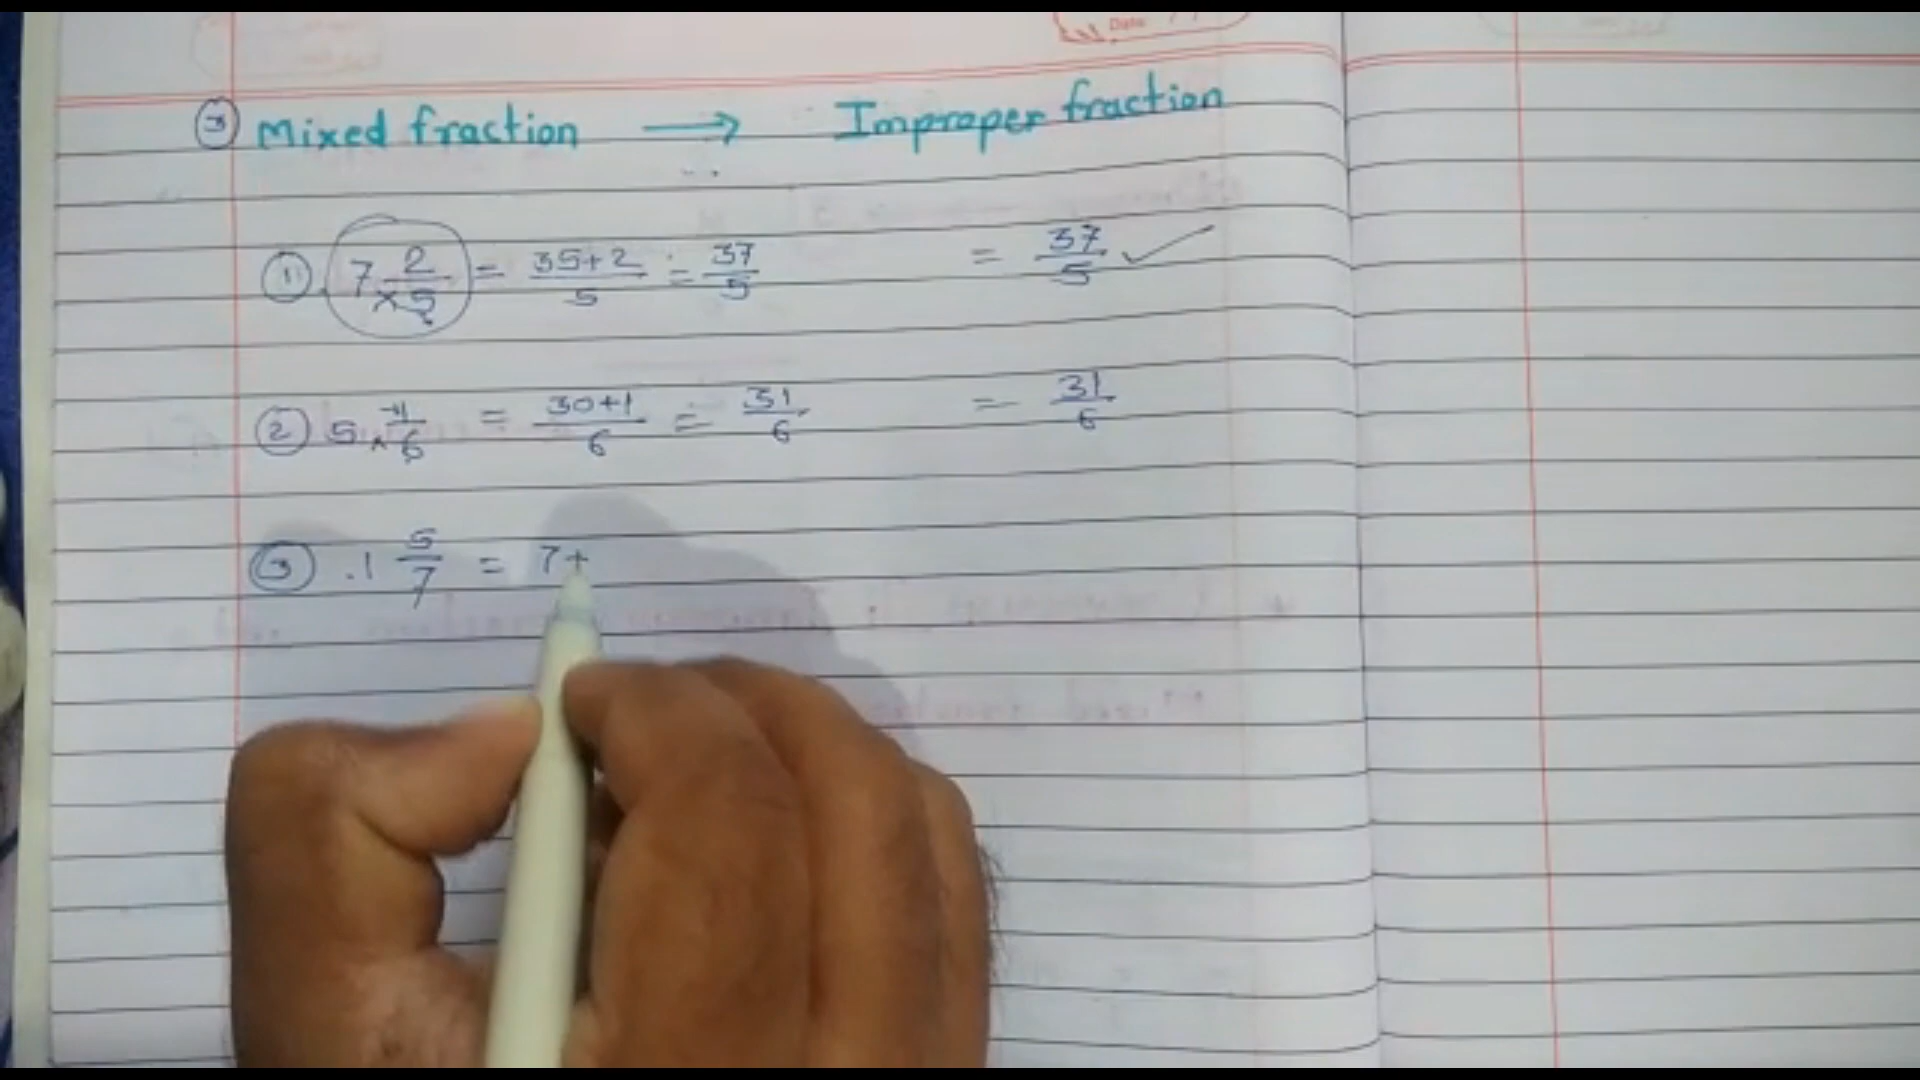 Date
③ Mixed fraction → Improper fraction
① 7 × 2/5 = 35+2/5 = 37/5 = 37/5 ✓
② 5 × +1/6 = 30+1/6 = 31/6 = 31/6
③ .1 5/7 = 7+